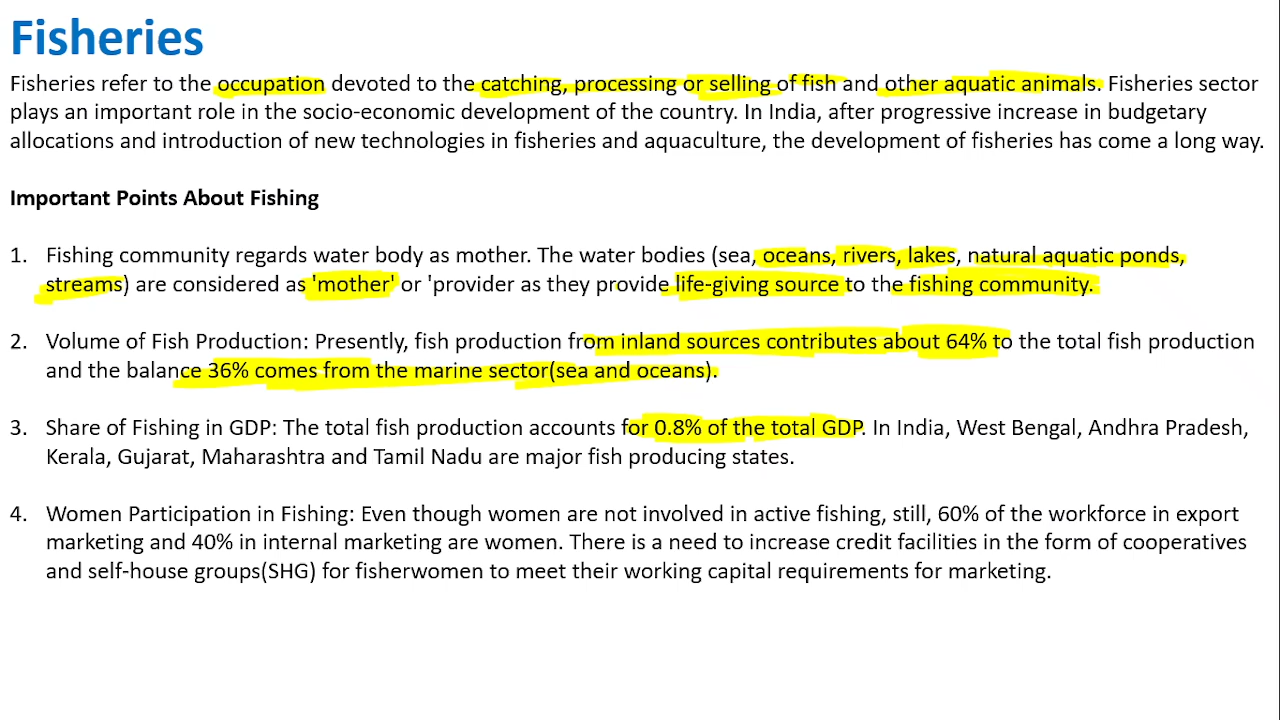 Fisheries
Fisheries refer to the occupation devoted to the catching, processing or selling of fish and other aquatic animals. Fisheries sector
plays an important role in the socio-economic development of the country. In India, after progressive increase in budgetary
allocations and introduction of new technologies in fisheries and aquaculture, the development of fisheries has come a long way.
Important Points About Fishing
1. Fishing community regards water body as mother. The water bodies (sea, oceans, rivers, lakes, natural aquatic ponds,
streams) are considered as 'mother' or 'provider as they provide life-giving source to the fishing community.
2. Volume of Fish Production: Presently, fish production from inland sources contributes about 64% to the total fish production
and the balance 36% comes from the marine sector(sea and oceans).
3. Share of Fishing in GDP: The total fish production accounts for 0.8% of the total GDP. In India, West Bengal, Andhra Pradesh,
Kerala, Gujarat, Maharashtra and Tamil Nadu are major fish producing states.
4. Women Participation in Fishing: Even though women are not involved in active fishing, still, 60% of the workforce in export
marketing and 40% in internal marketing are women. There is a need to increase credit facilities in the form of cooperatives
and self-house groups(SHG) for fisherwomen to meet their working capital requirements for marketing.